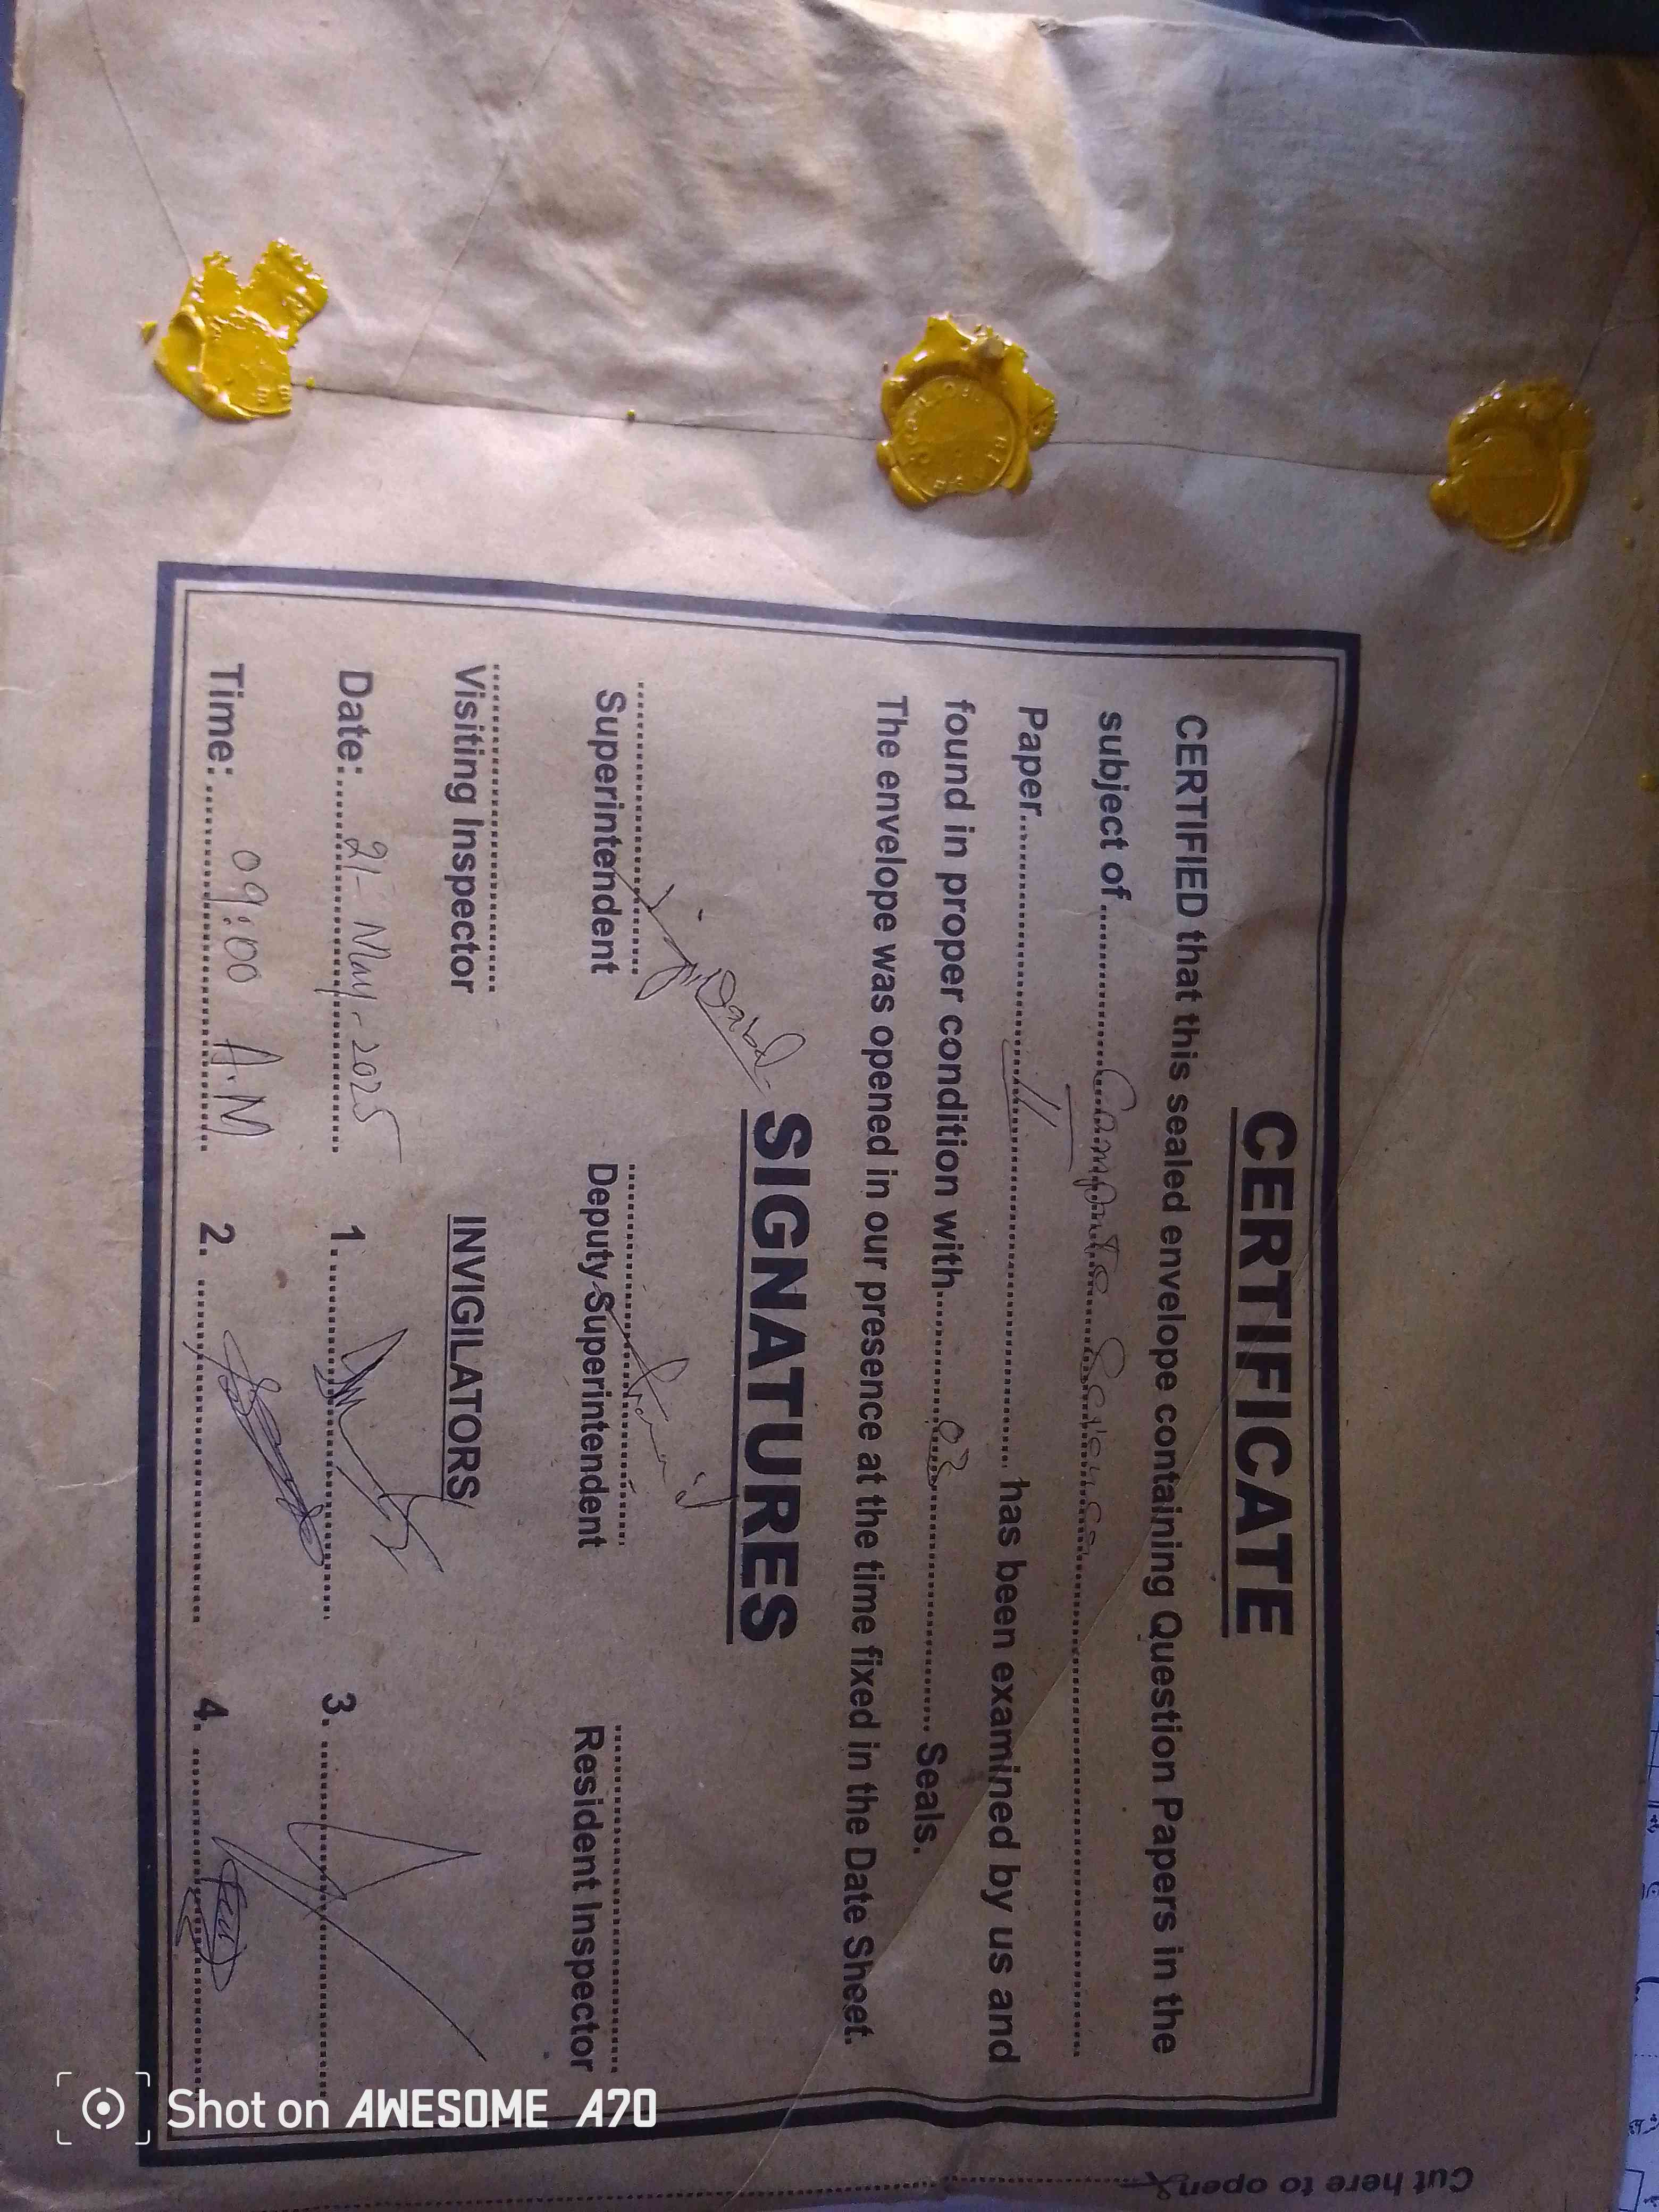 CERTIFICATE
CERTIFIED that this sealed envelope containing Question Papers in the
subject of.......... Computer Science ..........
Paper.......... II .......... has been examined by us and
found in proper condition with.......... 03 .......... Seals.
The envelope was opened in our presence at the time fixed in the Date Sheet.
SIGNATURES
Superintendent Deputy Superintendent Resident Inspector
Visiting Inspector INVIGILATORS
Date: 21-May-2025 1. 3.
Time: 09:00 A.M 2. 4.
Cut here to open
Shot on AWESOME A70